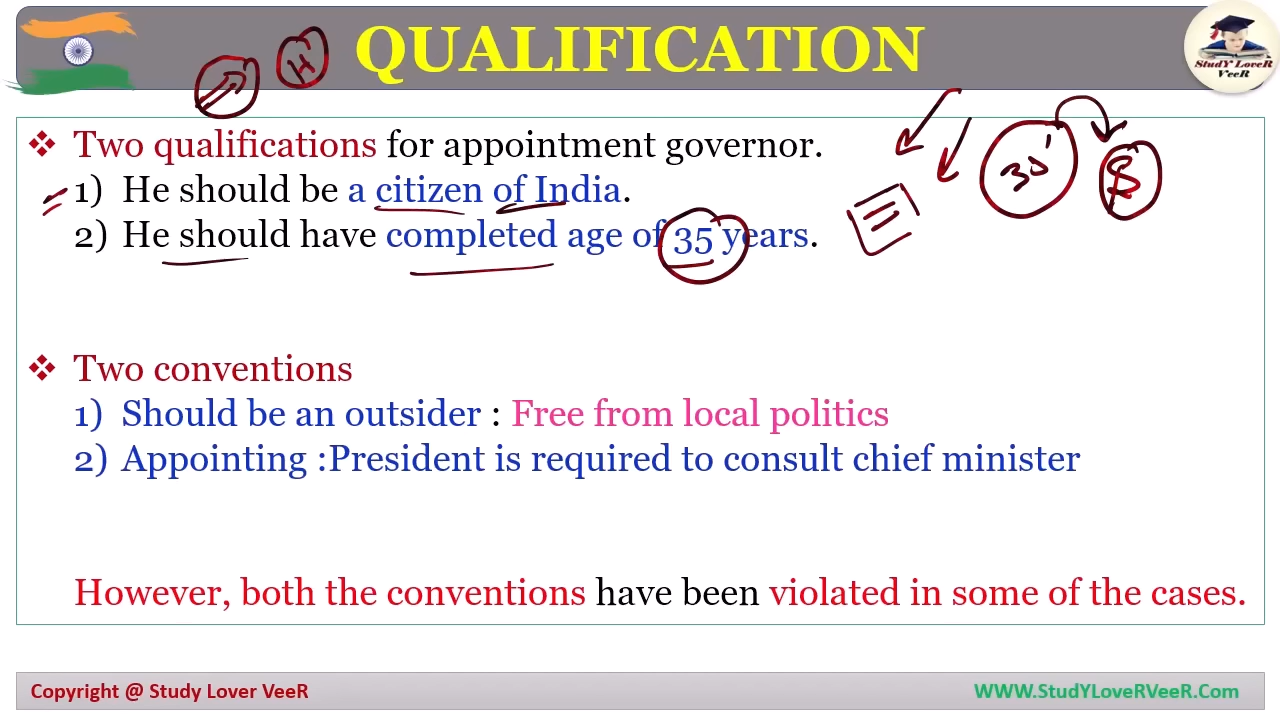 QUALIFICATION
StudY LoveR
VeeR
H
❖ Two qualifications for appointment governor.
1) He should be a citizen of India.
2) He should have completed age of 35 years.
30
❖ Two conventions
1) Should be an outsider : Free from local politics
2) Appointing :President is required to consult chief minister
However, both the conventions have been violated in some of the cases.
Copyright @ Study Lover VeeR
WWW.StudYLoveRVeeR.Com